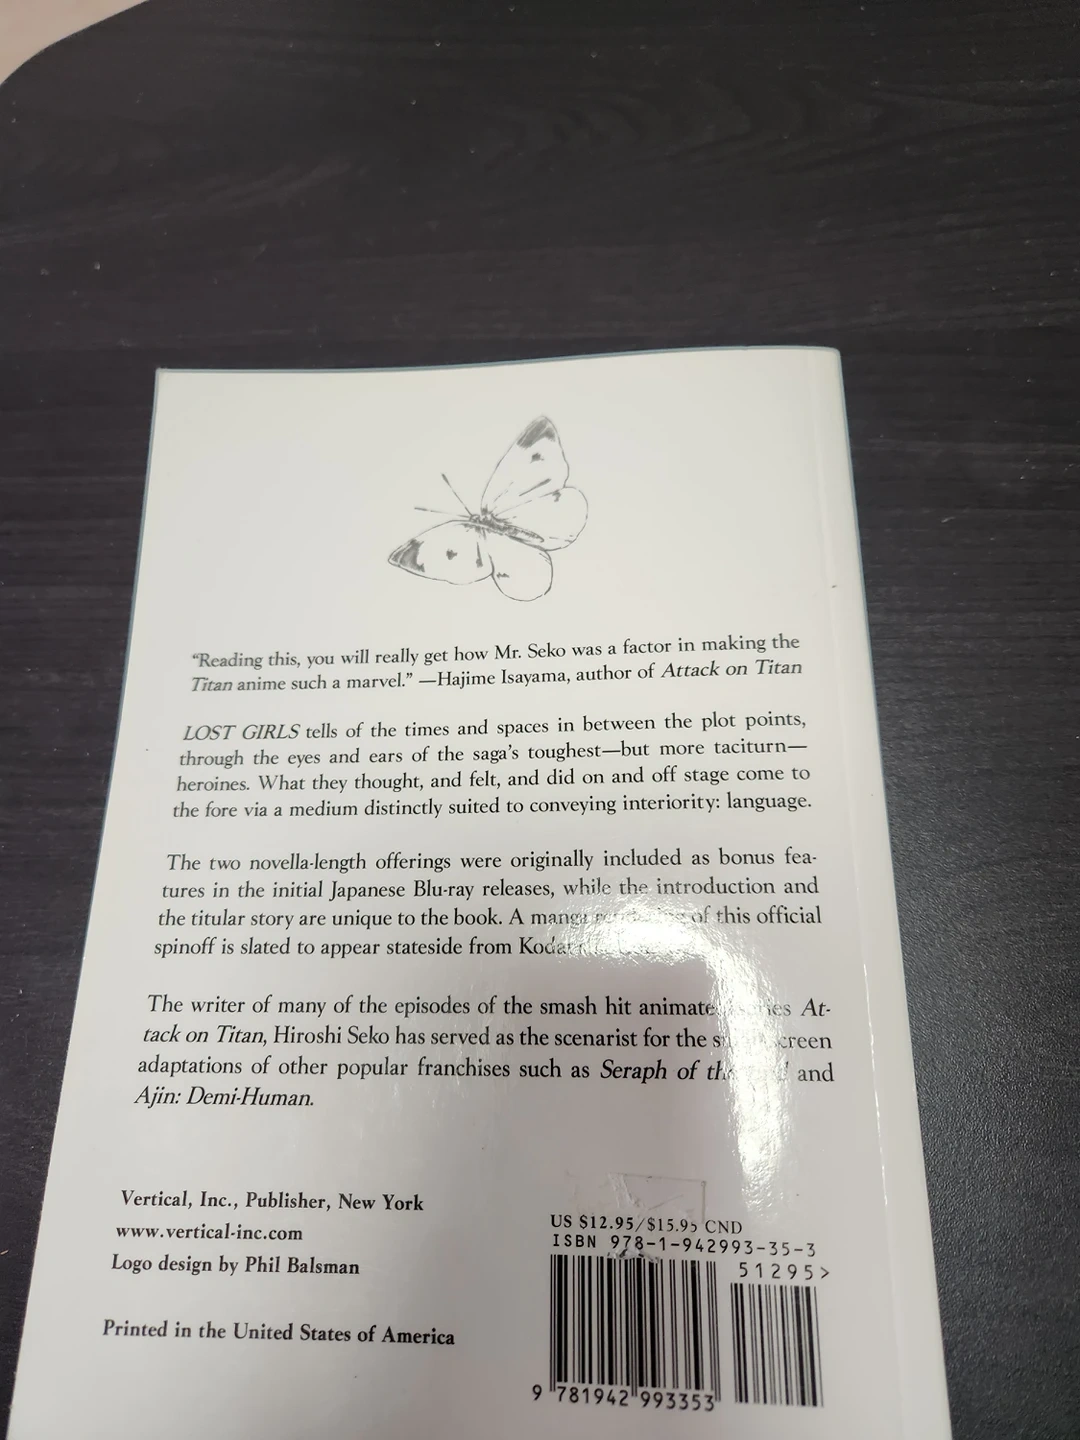 “Reading this, you will really get how Mr. Seko was a factor in making the
Titan anime such a marvel.” —Hajime Isayama, author of Attack on Titan
LOST GIRLS tells of the times and spaces in between the plot points,
through the eyes and ears of the saga's toughest—but more taciturn—
heroines. What they thought, and felt, and did on and off stage come to
the fore via a medium distinctly suited to conveying interiority: language.
The two novella-length offerings were originally included as bonus fea-
tures in the initial Japanese Blu-ray releases, while the introduction and
the titular story are unique to the book. A manga of this official
spinoff is slated to appear stateside from
The writer of many of the episodes of the smash hit At-
tack on Titan, Hiroshi Seko has served as the scenarist for the
adaptations of other popular franchises such as Seraph of and
Ajin: Demi-Human.
Vertical, Inc., Publisher, New York
www.vertical-inc.com
Logo design by Phil Balsman
Printed in the United States of America
US $12.95/$15.95 CND
ISBN 978-1-942993-35-3
51295>
9 781942 993353